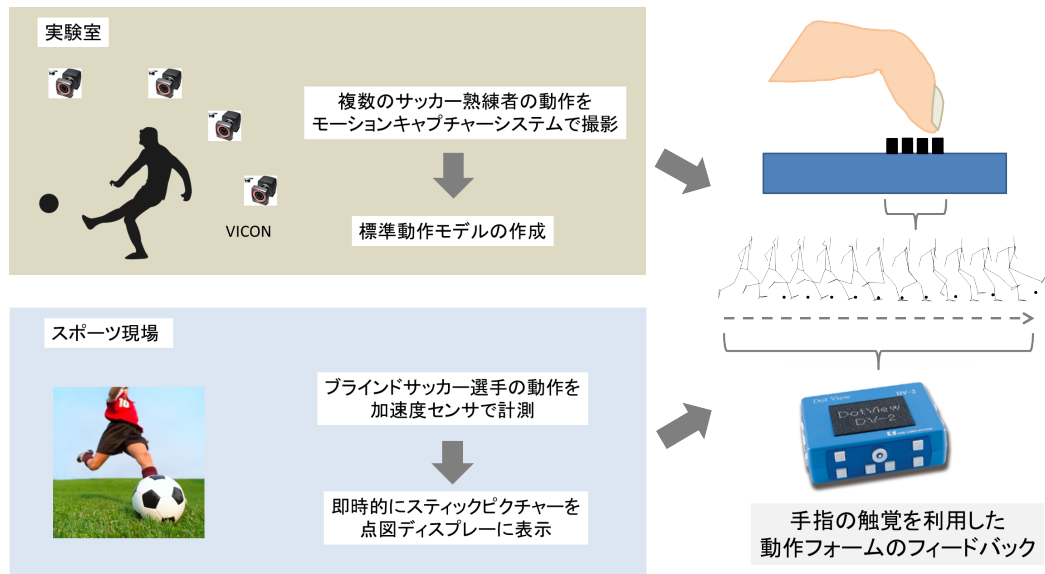 実験室
複数のサッカー熟練者の動作を
モーションキャプチャーシステムで撮影
標準動作モデルの作成
VICON
スポーツ現場
10
ブラインドサッカー選手の動作を
加速度センサで計測
即時的にスティックピクチャーを
点図ディスプレーに表示
Dot View
DV-2
DotView
DV-2
手指の触覚を利用した
動作フォームのフィードバック